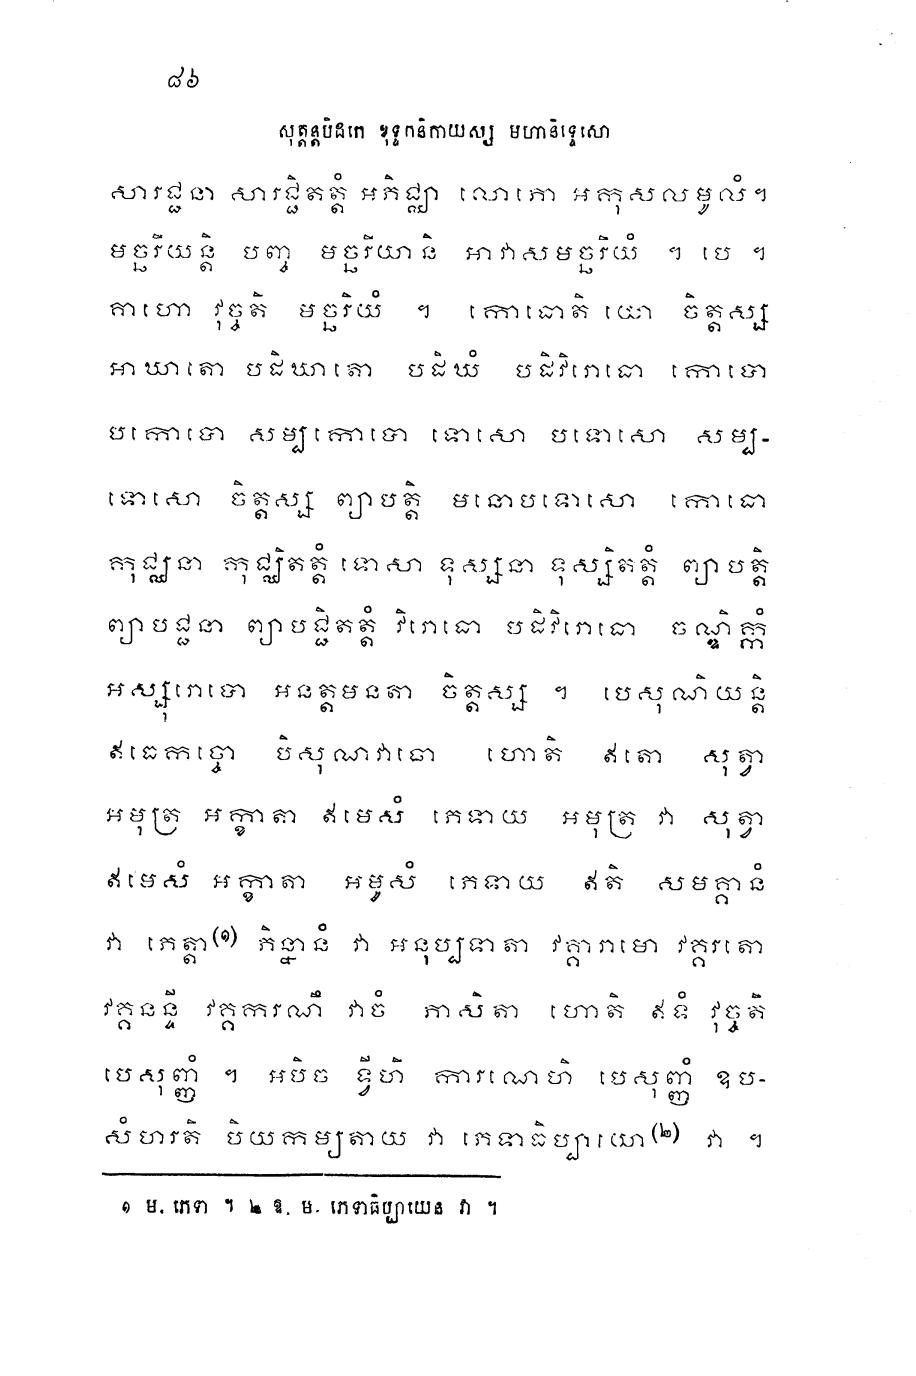 ៨៦
សុត្តន្តបិដកេ ខុទ្ទកនិកាយស្ស មហានិទ្ទេសោ
សារជ្ជនា សារជ្ជិតត្តំ អភិជ្ឈា លោភោ អកុសលមូលំ។
មច្ឆរិយន្តិ បញ្ច មច្ឆរិយានិ អាវាសមច្ឆរិយំ ។ បេ ។
គាហោ វុច្ចតិ មច្ឆរិយំ ។ កោធោតិ យោ ចិត្តស្ស
អាឃាតោ បដិឃាតោ បដិឃំ បដិវិរោធោ កោបោ
បកោបោ សម្បកោបោ ទោសោ បទោសោ សម្ប-
ទោសោ ចិត្តស្ស ព្យាបត្តិ មនោបទោសោ កោធោ
កុជ្ឈនា កុជ្ឈិតត្តំ ទោសា ទុស្សនា ទុស្សិតត្តំ ព្យាបត្តិ
ព្យាបជ្ជនា ព្យាបជ្ជិតត្តំ វិរោធោ បដិវិរោធោ ចណ្ឌិក្កំ
អស្សុរោបោ អនត្តមនតា ចិត្តស្ស ។ បេសុណិយន្តិ
ឥធេកច្ចោ បិសុណវាចោ ហោតិ ឥតោ សុត្វា
អមុត្រ អក្ខាតា ឥមេសំ ភេទាយ អមុត្រ វា សុត្វា
ឥមេសំ អក្ខាតា អមូសំ ភេទាយ ឥតិ សមគ្គានំ
វា ភេត្តា(១) ភិន្នានំ វា អនុប្បទាតា វគ្គារាមោ វគ្គរតោ
វគ្គនន្ទី វគ្គករណឹ វាចំ ភាសិតា ហោតិ ឥទំ វុច្ចតិ
បេសុញ្ញំ ។ អបិច ទ្វីហិ ការណេហិ បេសុញ្ញំ ឧប-
សំហរតិ បិយកម្យតាយ វា ភេទាធិប្បាយោ(២) វា ។
១ ម. ភេទា ។ ២ ឱ. ម. ភេទាធិប្បាយេន វា ។